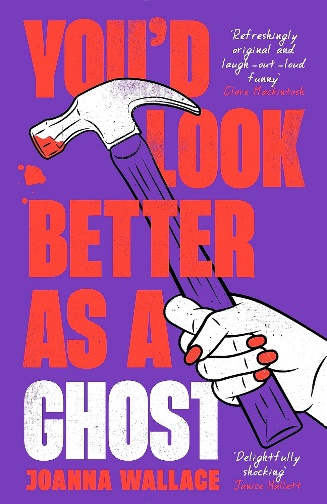 YOU'D
'Refreshingly
original and
laugh-out-loud
funny'
Clare Mackintosh
LOOK
BETTER
AS A
GHOST
'Delightfully
shocking'
Janice Hallett
JOANNA WALLACE